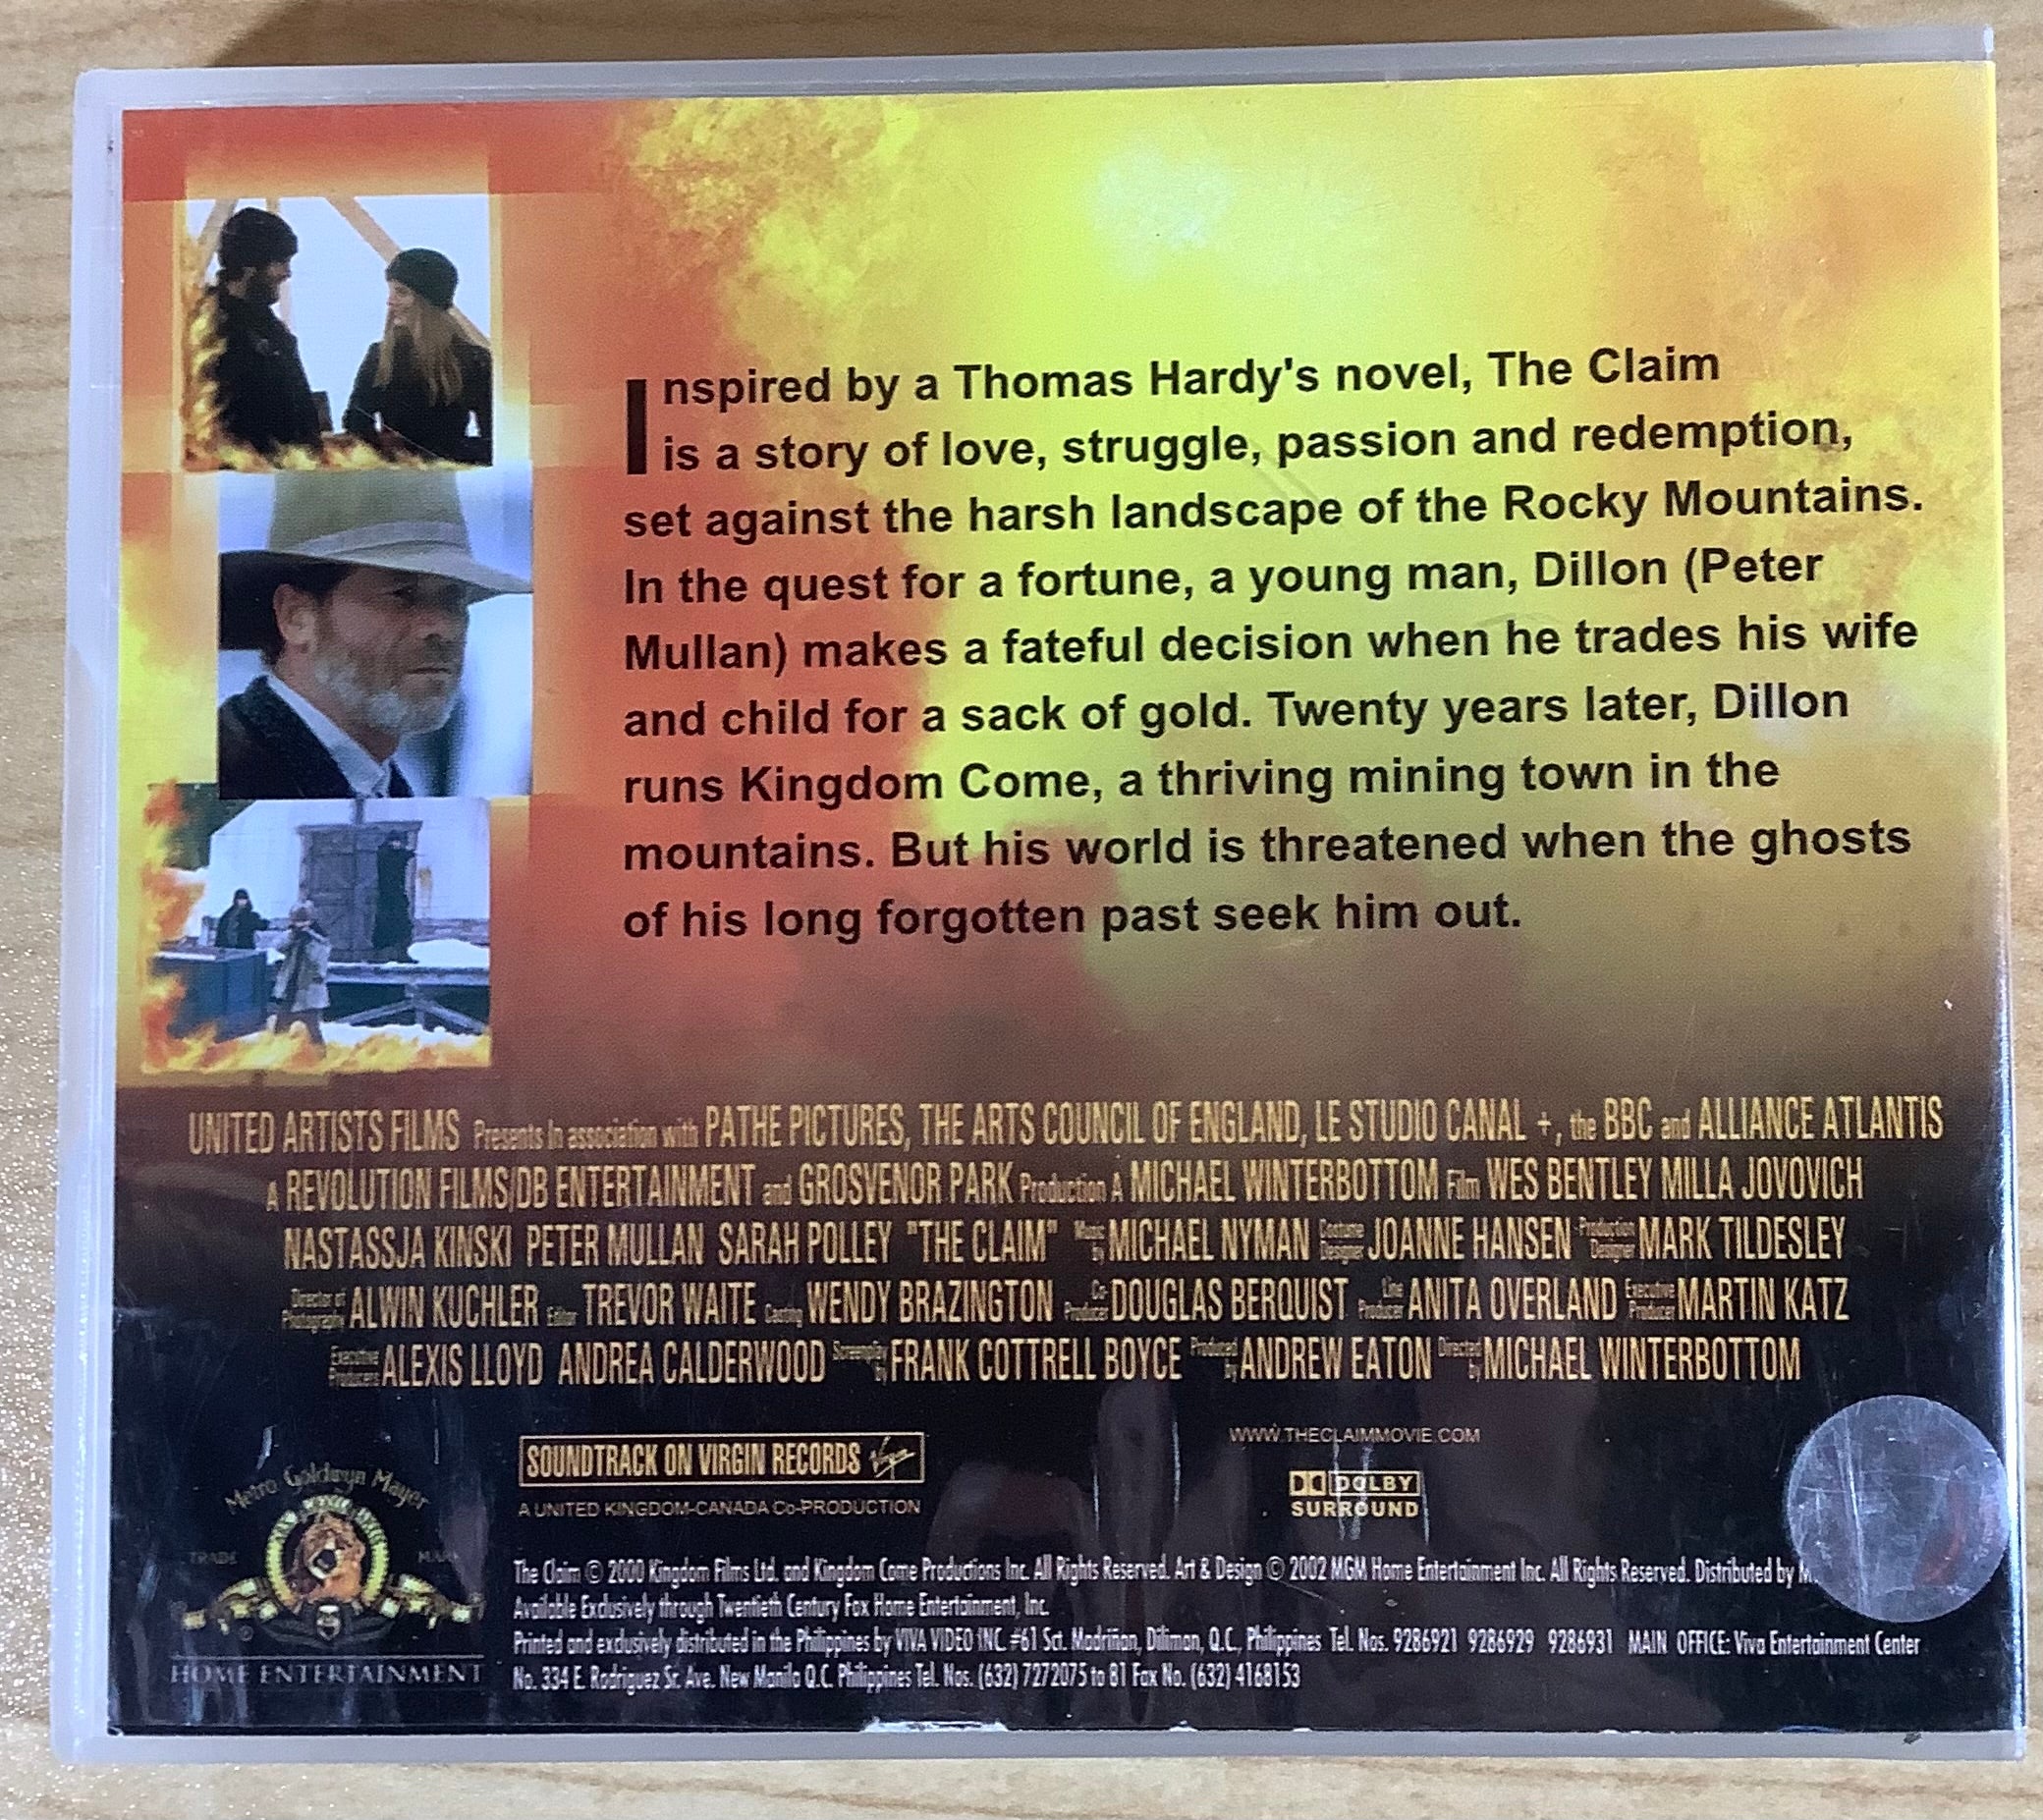 Inspired by a Thomas Hardy's novel, The Claim
is a story of love, struggle, passion and redemption,
set against the harsh landscape of the Rocky Mountains.
In the quest for a fortune, a young man, Dillon (Peter
Mullan) makes a fateful decision when he trades his wife
and child for a sack of gold. Twenty years later, Dillon
runs Kingdom Come, a thriving mining town in the
mountains. But his world is threatened when the ghosts
of his long forgotten past seek him out.
UNITED ARTISTS FILMS Presents In association with PATHE PICTURES, THE ARTS COUNCIL OF ENGLAND, LE STUDIO CANAL +, the BBC and ALLIANCE ATLANTIS
A REVOLUTION FILMS/DB ENTERTAINMENT and GROSVENOR PARK Production A MICHAEL WINTERBOTTOM Film WES BENTLEY MILLA JOVOVICH
NASTASSJA KINSKI PETER MULLAN SARAH POLLEY "THE CLAIM" Music by MICHAEL NYMAN Costume Designer JOANNE HANSEN Production Designer MARK TILDESLEY
Director of Photography ALWIN KUCHLER Editor TREVOR WAITE Casting WENDY BRAZINGTON Co-Producer DOUGLAS BERQUIST Line Producer ANITA OVERLAND Executive Producer MARTIN KATZ
Executive Producers ALEXIS LLOYD ANDREA CALDERWOOD Screenplay by FRANK COTTRELL BOYCE Produced by ANDREW EATON Directed by MICHAEL WINTERBOTTOM
SOUNDTRACK ON VIRGIN RECORDS Virgin
WWW.THECLAIMMOVIE.COM
A UNITED KINGDOM-CANADA Co-PRODUCTION
DOLBY
SURROUND
Metro Goldwyn Mayer
TRADE MARK
HOME ENTERTAINMENT
The Claim © 2000 Kingdom Films Ltd. and Kingdom Come Productions Inc. All Rights Reserved. Art & Design © 2002 MGM Home Entertainment Inc. All Rights Reserved. Distributed by
Available Exclusively through Twentieth Century Fox Home Entertainment, Inc.
Printed and exclusively distributed in the Philippines by VIVA VIDEO INC. #61 Sct. Madriñan, Diliman, Q.C., Philippines Tel. Nos. 9286921 9286929 9286931 MAIN OFFICE: Viva Entertainment Center
No. 334 E. Rodriguez Sr. Ave. New Manila Q.C. Philippines Tel. Nos. (632) 7272075 to 81 Fax No. (632) 4168153